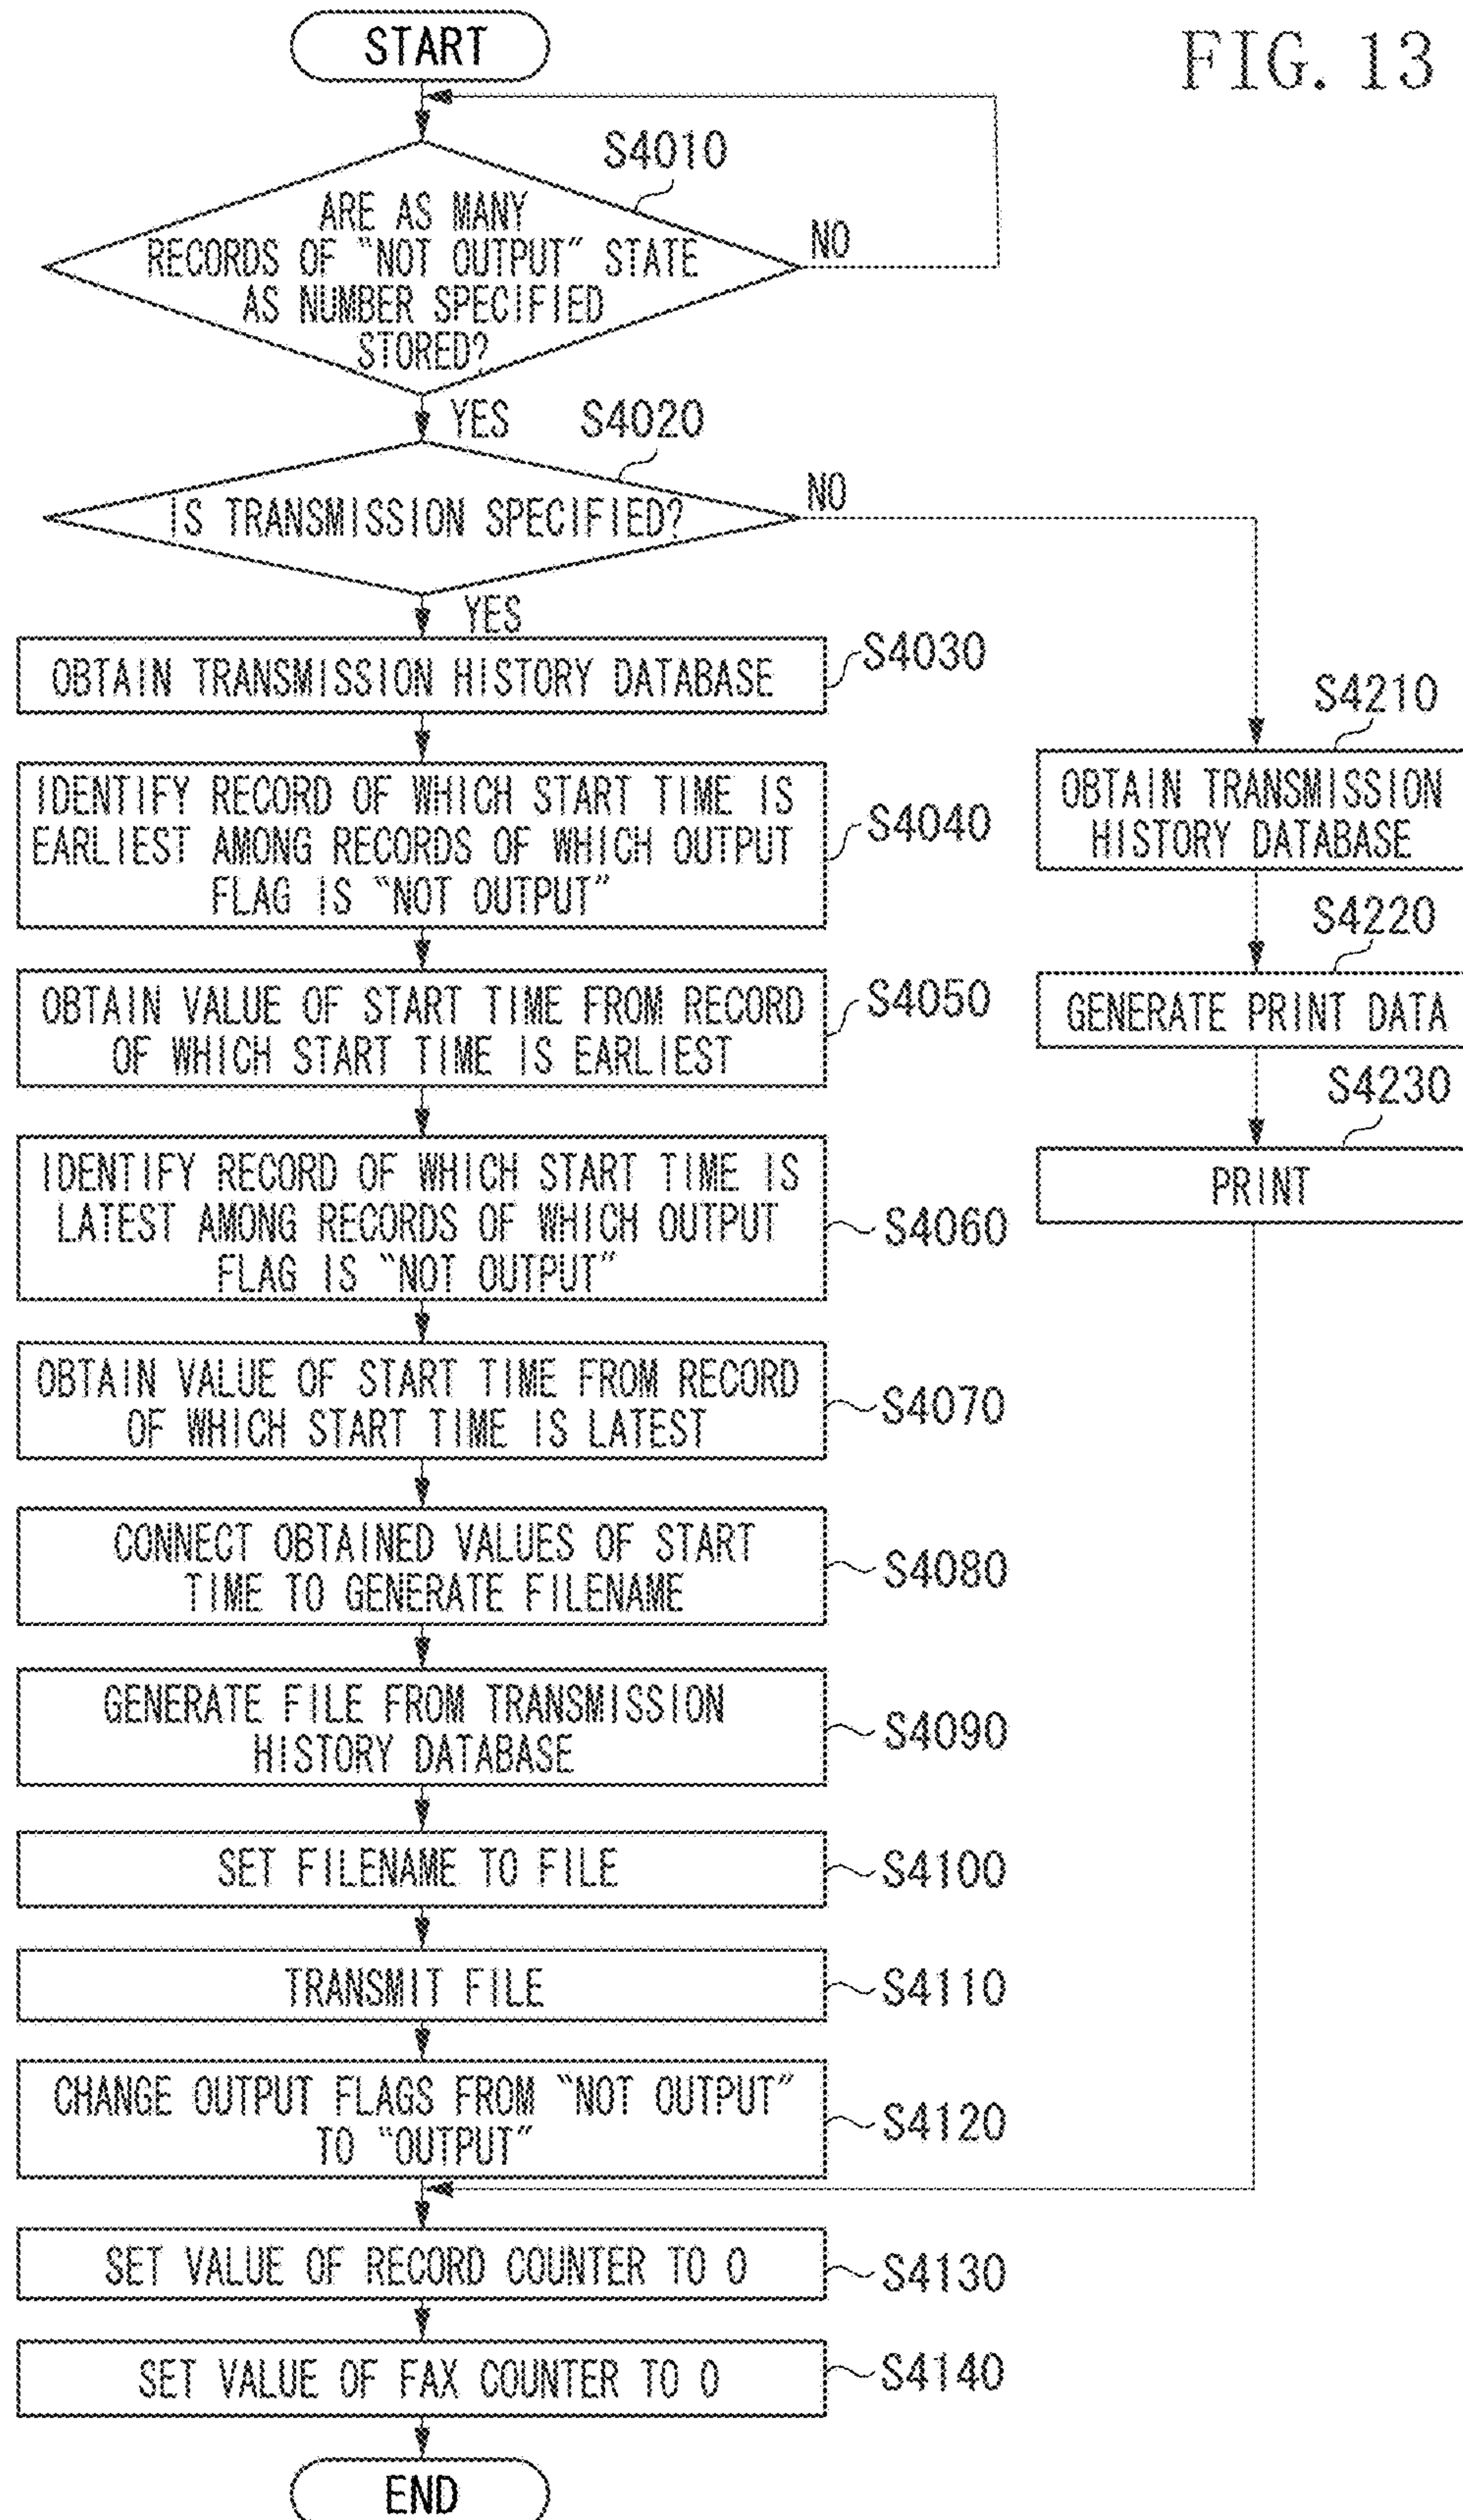 FIG. 13
START
S4010
ARE AS MANY
RECORDS OF “NOT OUTPUT” STATE
AS NUMBER SPECIFIED
STORED?
NO
YES
S4020
IS TRANSMISSION SPECIFIED?
NO
YES
OBTAIN TRANSMISSION HISTORY DATABASE
S4030
IDENTIFY RECORD OF WHICH START TIME IS
EARLIEST AMONG RECORDS OF WHICH OUTPUT
FLAG IS “NOT OUTPUT”
S4040
OBTAIN VALUE OF START TIME FROM RECORD
OF WHICH START TIME IS EARLIEST
S4050
IDENTIFY RECORD OF WHICH START TIME IS
LATEST AMONG RECORDS OF WHICH OUTPUT
FLAG IS “NOT OUTPUT”
S4060
OBTAIN VALUE OF START TIME FROM RECORD
OF WHICH START TIME IS LATEST
S4070
CONNECT OBTAINED VALUES OF START
TIME TO GENERATE FILENAME
S4080
GENERATE FILE FROM TRANSMISSION
HISTORY DATABASE
S4090
SET FILENAME TO FILE
S4100
TRANSMIT FILE
S4110
CHANGE OUTPUT FLAGS FROM “NOT OUTPUT”
TO “OUTPUT”
S4120
S4210
OBTAIN TRANSMISSION
HISTORY DATABASE
S4220
GENERATE PRINT DATA
S4230
PRINT
SET VALUE OF RECORD COUNTER TO 0
S4130
SET VALUE OF FAX COUNTER TO 0
S4140
END